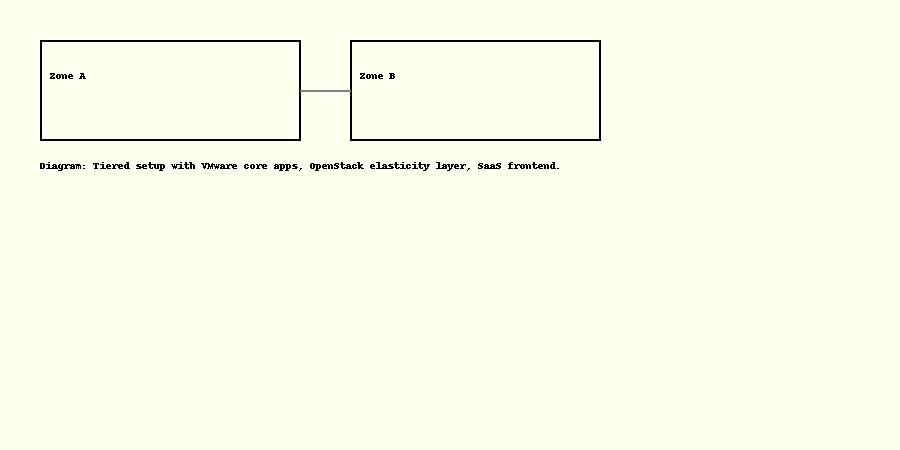 Zone A
Zone B
Diagram: Tiered setup with VMware core apps, OpenStack elasticity layer, SaaS frontend.